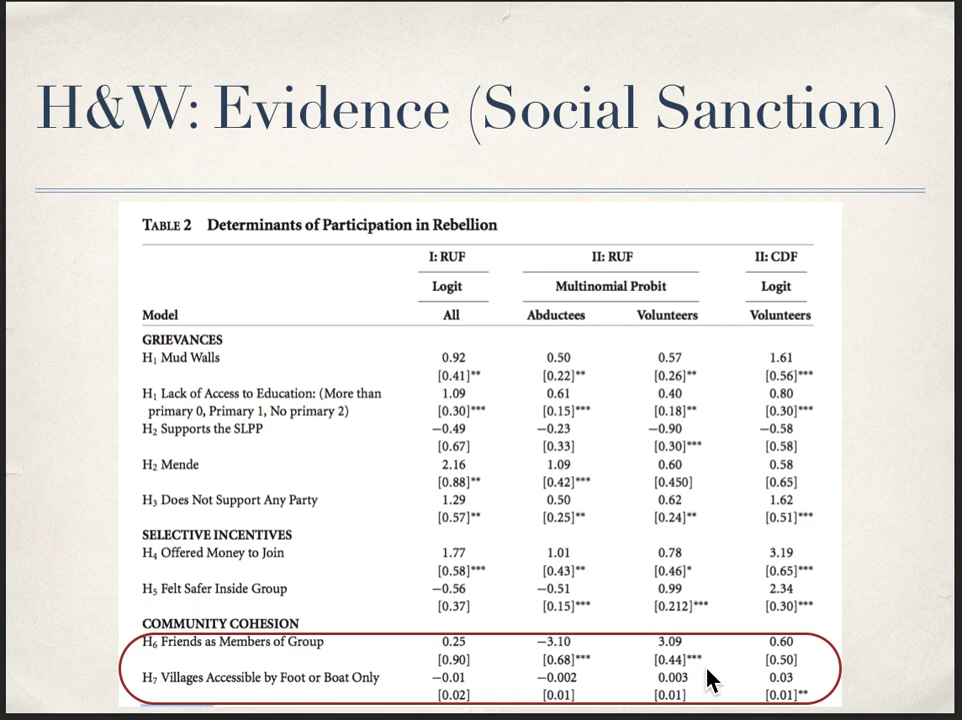 H&W: Evidence (Social Sanction)
TABLE 2 Determinants of Participation in Rebellion
I: RUF II: RUF II: CDF
Logit Multinomial Probit Logit
Model All Abductees Volunteers Volunteers
GRIEVANCES
H1 Mud Walls 0.92 0.50 0.57 1.61
[0.41]** [0.22]** [0.26]** [0.56]***
H1 Lack of Access to Education: (More than 1.09 0.61 0.40 0.80
primary 0, Primary 1, No primary 2) [0.30]*** [0.15]*** [0.18]** [0.30]***
H2 Supports the SLPP −0.49 −0.23 −0.90 −0.58
[0.67] [0.33] [0.30]*** [0.58]
H2 Mende 2.16 1.09 0.60 0.58
[0.88]** [0.42]*** [0.450] [0.65]
H3 Does Not Support Any Party 1.29 0.50 0.62 1.62
[0.57]** [0.25]** [0.24]** [0.51]***
SELECTIVE INCENTIVES
H4 Offered Money to Join 1.77 1.01 0.78 3.19
[0.58]*** [0.43]** [0.46]* [0.65]***
H5 Felt Safer Inside Group −0.56 −0.51 0.99 2.34
[0.37] [0.15]*** [0.212]*** [0.30]***
COMMUNITY COHESION
H6 Friends as Members of Group 0.25 −3.10 3.09 0.60
[0.90] [0.68]*** [0.44]*** [0.50]
H7 Villages Accessible by Foot or Boat Only −0.01 −0.002 0.003 0.03
[0.02] [0.01] [0.01] [0.01]**